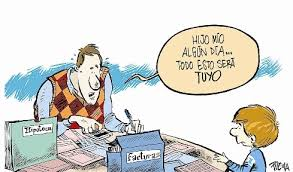 HIJO MÍO
ALGÚN DÍA...
TODO ESTO SERÁ
TUYO
Hipoteca
facturas